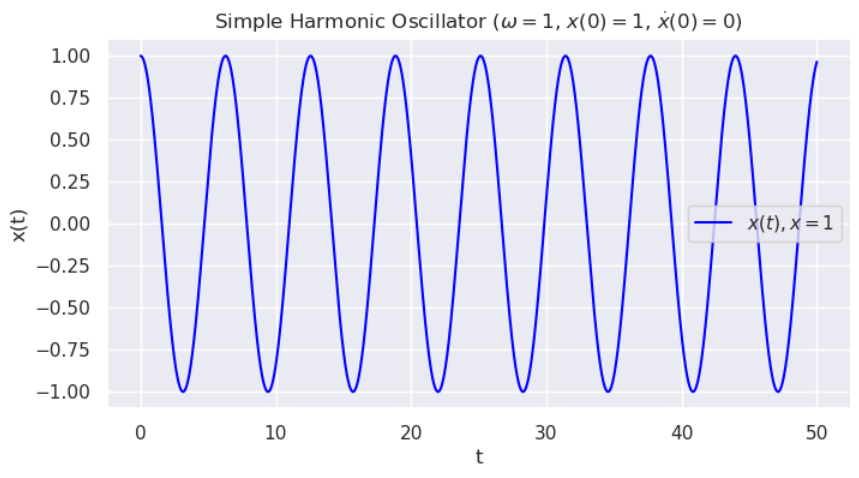 Simple Harmonic Oscillator (ω = 1, x(0) = 1, ẋ(0) = 0)
1.00
0.75
0.50
0.25
0.00
−0.25
−0.50
−0.75
−1.00
x(t)
x(t), x = 1
0 10 20 30 40 50
t